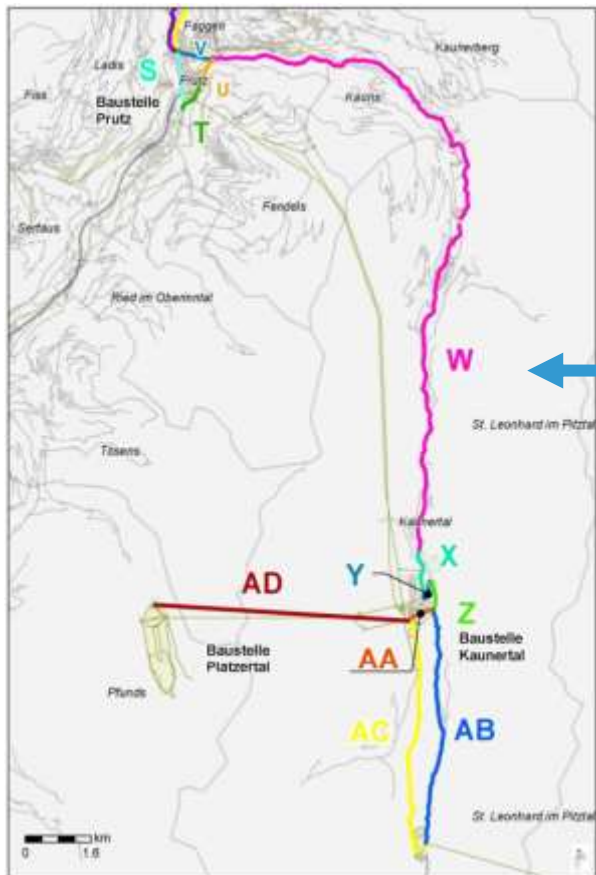 Faggen
V
Ladis
S
Prutz
Kaunerberg
Fiss
Baustelle
Prutz
U
Kauns
T
Fendels
Serfaus
Ried im Oberinntal
W
St. Leonhard im Pitztal
Tösens
Kaunertal
X
Y
AD
Z
Baustelle
Kaunertal
Baustelle
Platzertal
AA
Pfunds
AC
AB
St. Leonhard im Pitztal
km
0 1.6